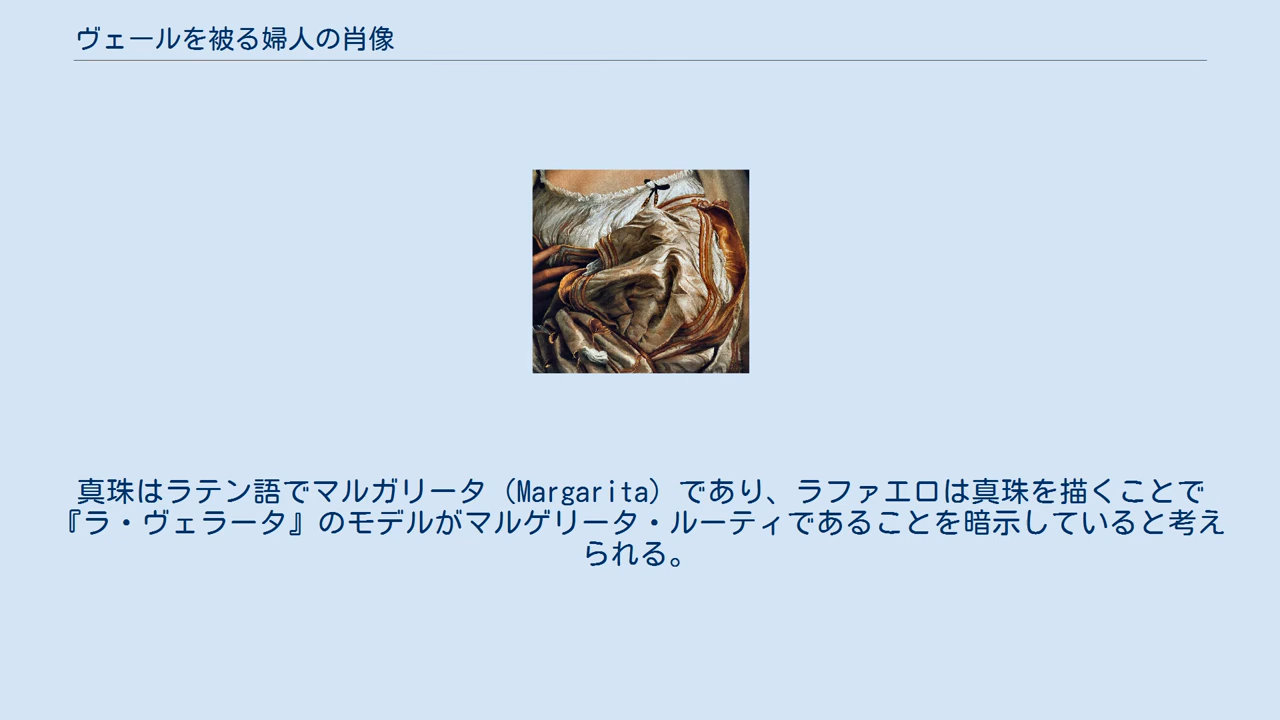 ヴェールを被る婦人の肖像
真珠はラテン語でマルガリータ（Margarita）であり、ラファエロは真珠を描くことで
『ラ・ヴェラータ』のモデルがマルゲリータ・ルーティであることを暗示していると考え
られる。